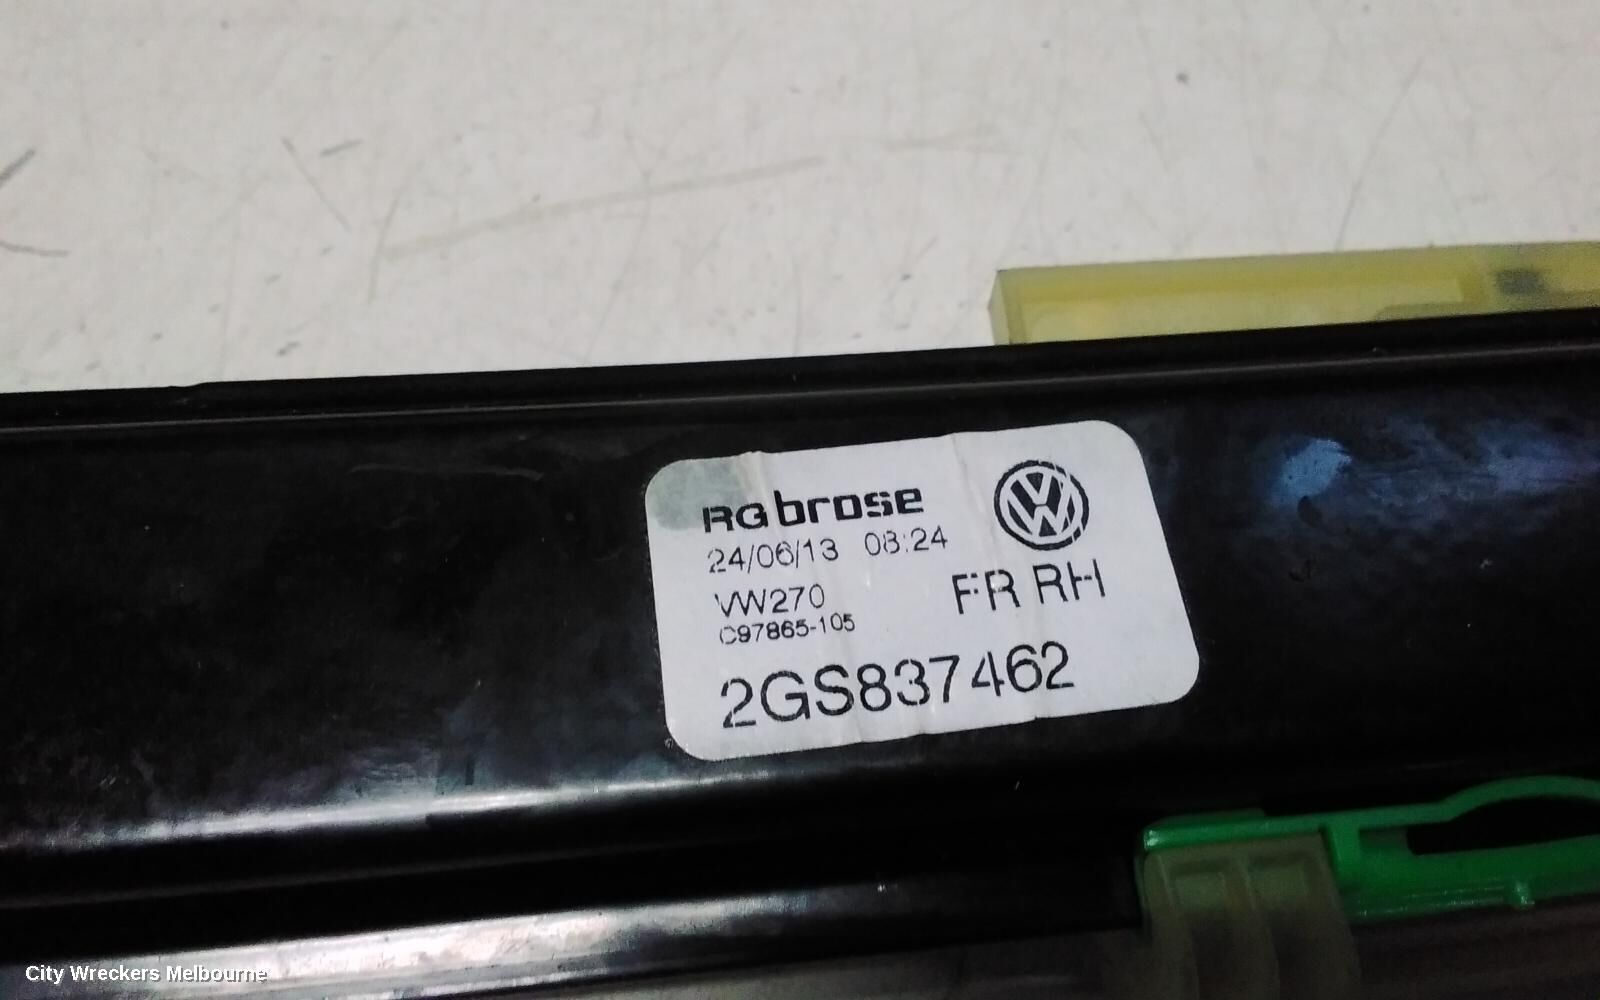 RG brose
24/06/13 08:24
VW270
FR RH
C97865-105
2GS837462
City Wreckers Melbourne